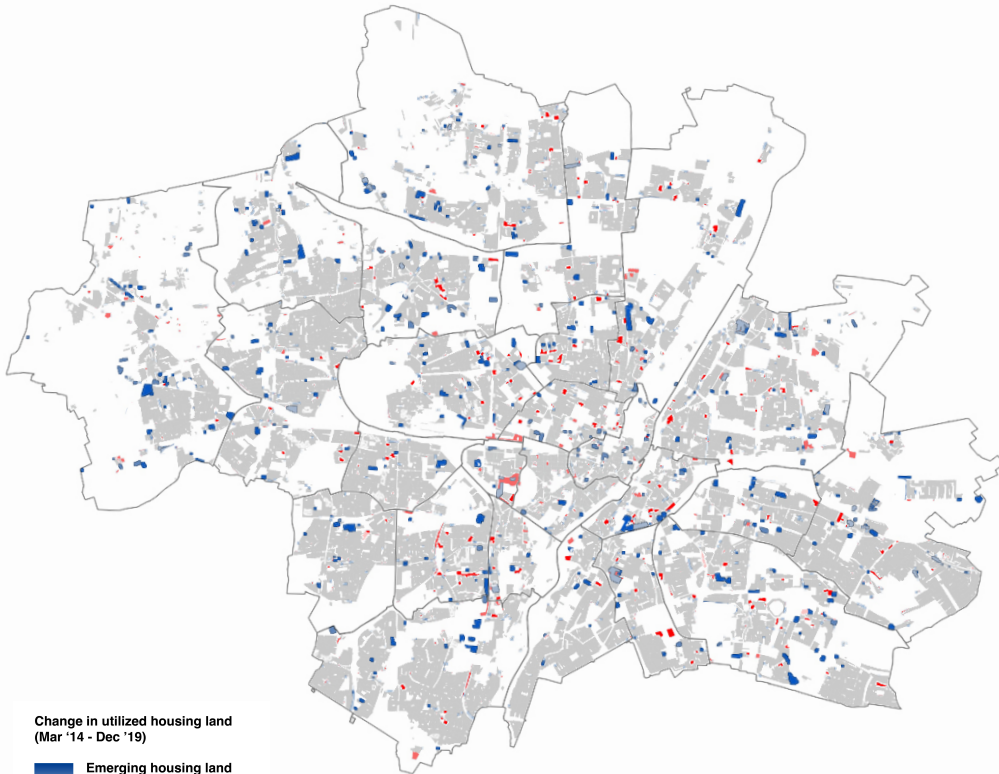 Change in utilized housing land
(Mar ‘14 - Dec ’19)
Emerging housing land